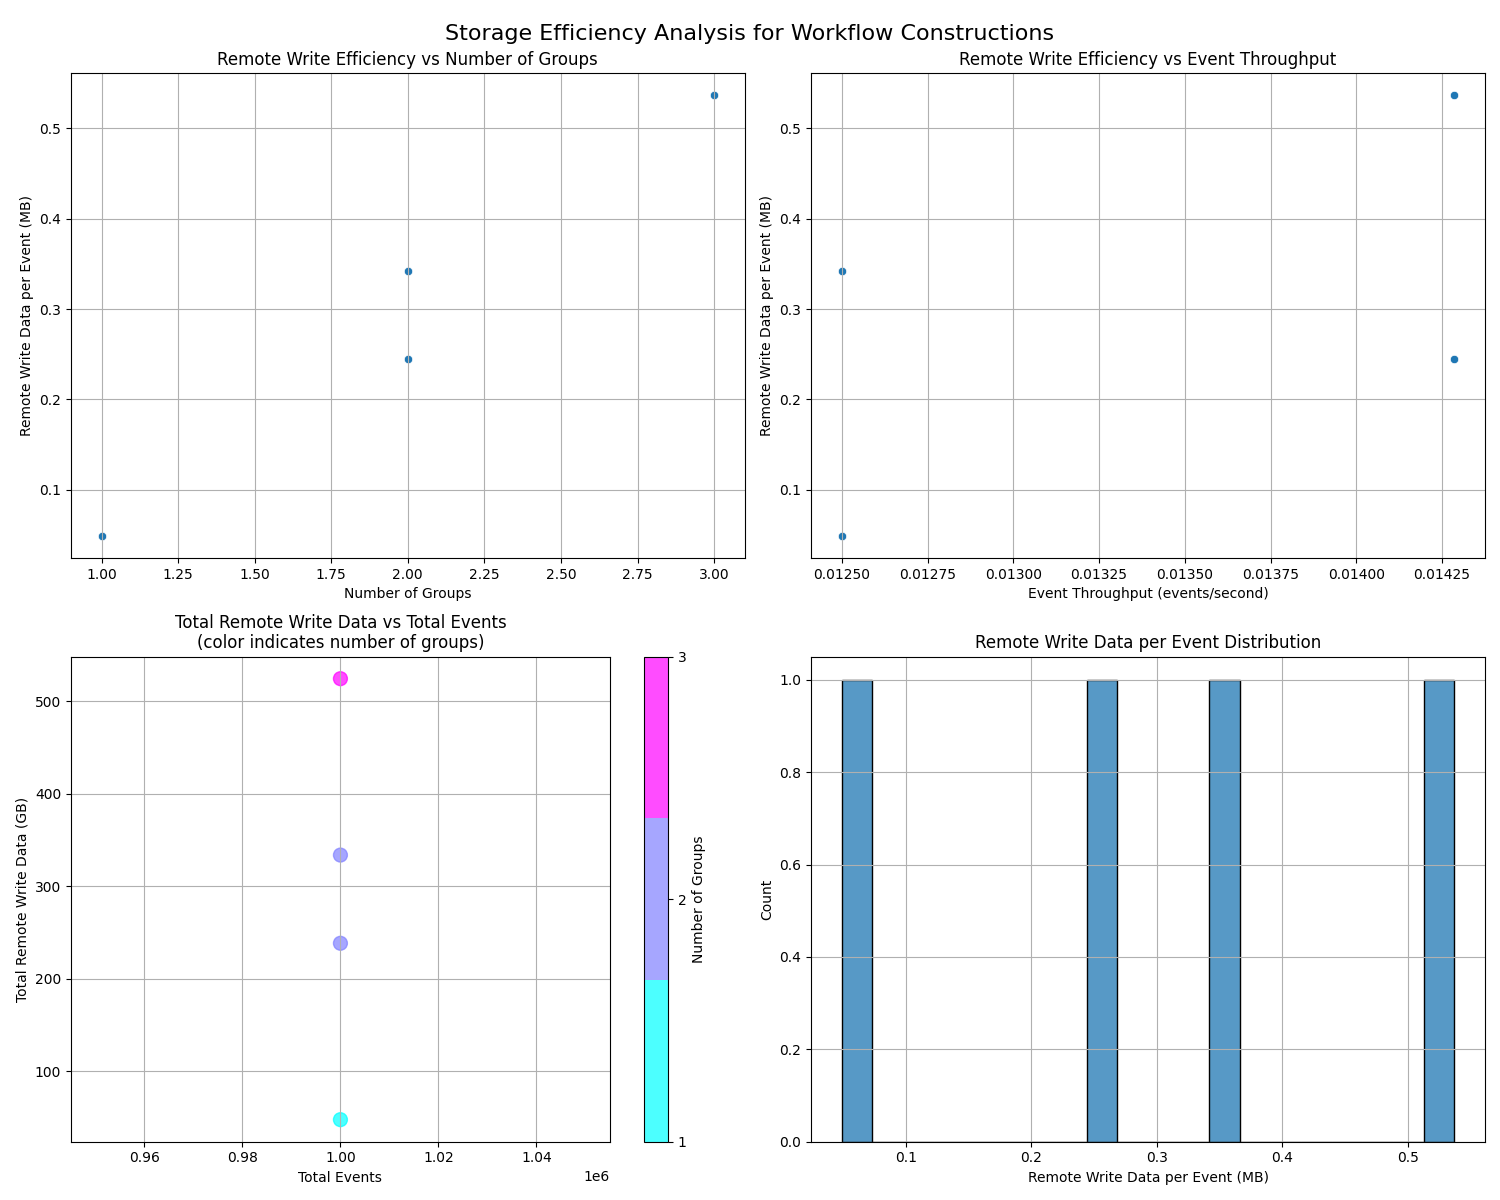 Storage Efficiency Analysis for Workflow Constructions
Remote Write Efficiency vs Number of Groups
Remote Write Data per Event (MB)
0.5
0.4
0.3
0.2
0.1
1.00 1.25 1.50 1.75 2.00 2.25 2.50 2.75 3.00
Number of Groups
Remote Write Efficiency vs Event Throughput
Remote Write Data per Event (MB)
0.5
0.4
0.3
0.2
0.1
0.01250 0.01275 0.01300 0.01325 0.01350 0.01375 0.01400 0.01425
Event Throughput (events/second)
Total Remote Write Data vs Total Events
(color indicates number of groups)
Total Remote Write Data (GB)
500
400
300
200
100
0.96 0.98 1.00 1.02 1.04
Total Events
1e6
3
2
1
Number of Groups
Remote Write Data per Event Distribution
Count
1.0
0.8
0.6
0.4
0.2
0.0
0.1 0.2 0.3 0.4 0.5
Remote Write Data per Event (MB)